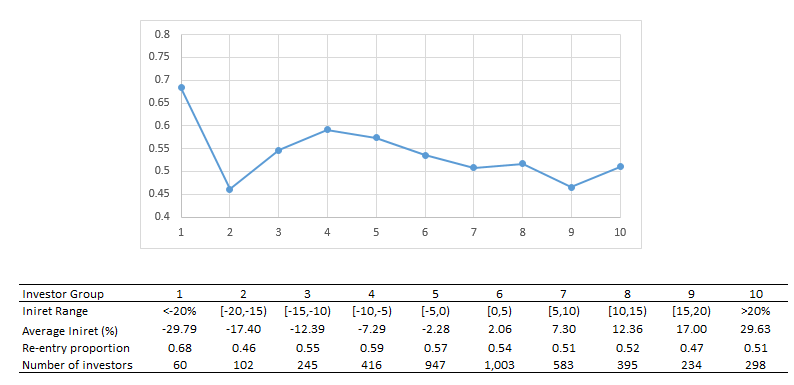 0.8
0.75
0.7
0.65
0.6
0.55
0.5
0.45
0.4
1 2 3 4 5 6 7 8 9 10
Investor Group 1 2 3 4 5 6 7 8 9 10
Iniret Range <-20% [-20,-15) [-15,-10) [-10,-5) [-5,0) [0,5) [5,10) [10,15) [15,20) >20%
Average Iniret (%) -29.79 -17.40 -12.39 -7.29 -2.28 2.06 7.30 12.36 17.00 29.63
Re-entry proportion 0.68 0.46 0.55 0.59 0.57 0.54 0.51 0.52 0.47 0.51
Number of investors 60 102 245 416 947 1,003 583 395 234 298